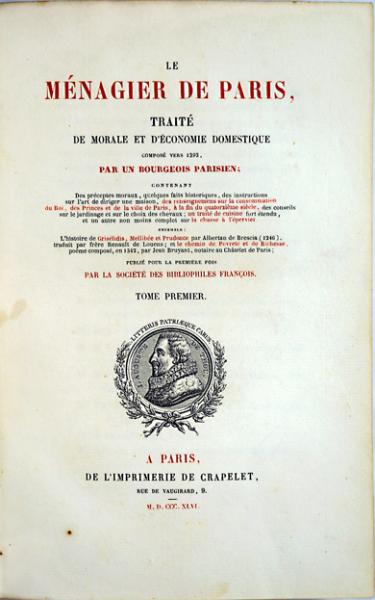 LE
MÉNAGIER DE PARIS,
TRAITÉ
DE MORALE ET D'ÉCONOMIE DOMESTIQUE
COMPOSÉ VERS 1393,
PAR UN BOURGEOIS PARISIEN;
CONTENANT
Des préceptes moraux, quelques faits historiques, des instructions
sur l'art de diriger une maison, des renseignemens sur la consommation
du Roi, des Princes et de la ville de Paris, à la fin du quatorzième siècle, des conseils
sur le jardinage et sur le choix des chevaux; un traité de cuisine fort étendu,
et un autre non moins complet sur la chasse à l'épervier
ENSEMBLE:
L'histoire de Griselidis, Mellibée et Prudence par Albertan de Brescia (1246),
traduit par frère Renault de Louens; et le chemin de Povreté et de Richesse,
poëme composé, en 1342, par Jean Bruyant, notaire au Châtelet de Paris;
PUBLIÉ POUR LA PREMIÈRE FOIS
PAR LA SOCIÉTÉ DES BIBLIOPHILES FRANÇOIS.
TOME PREMIER.
LITTERIS PATRIÆQUE CARUS
THOU
A PARIS,
DE L'IMPRIMERIE DE CRAPELET,
RUE DE VAUGIRARD, 9.
M. D. CCC. XLVI.